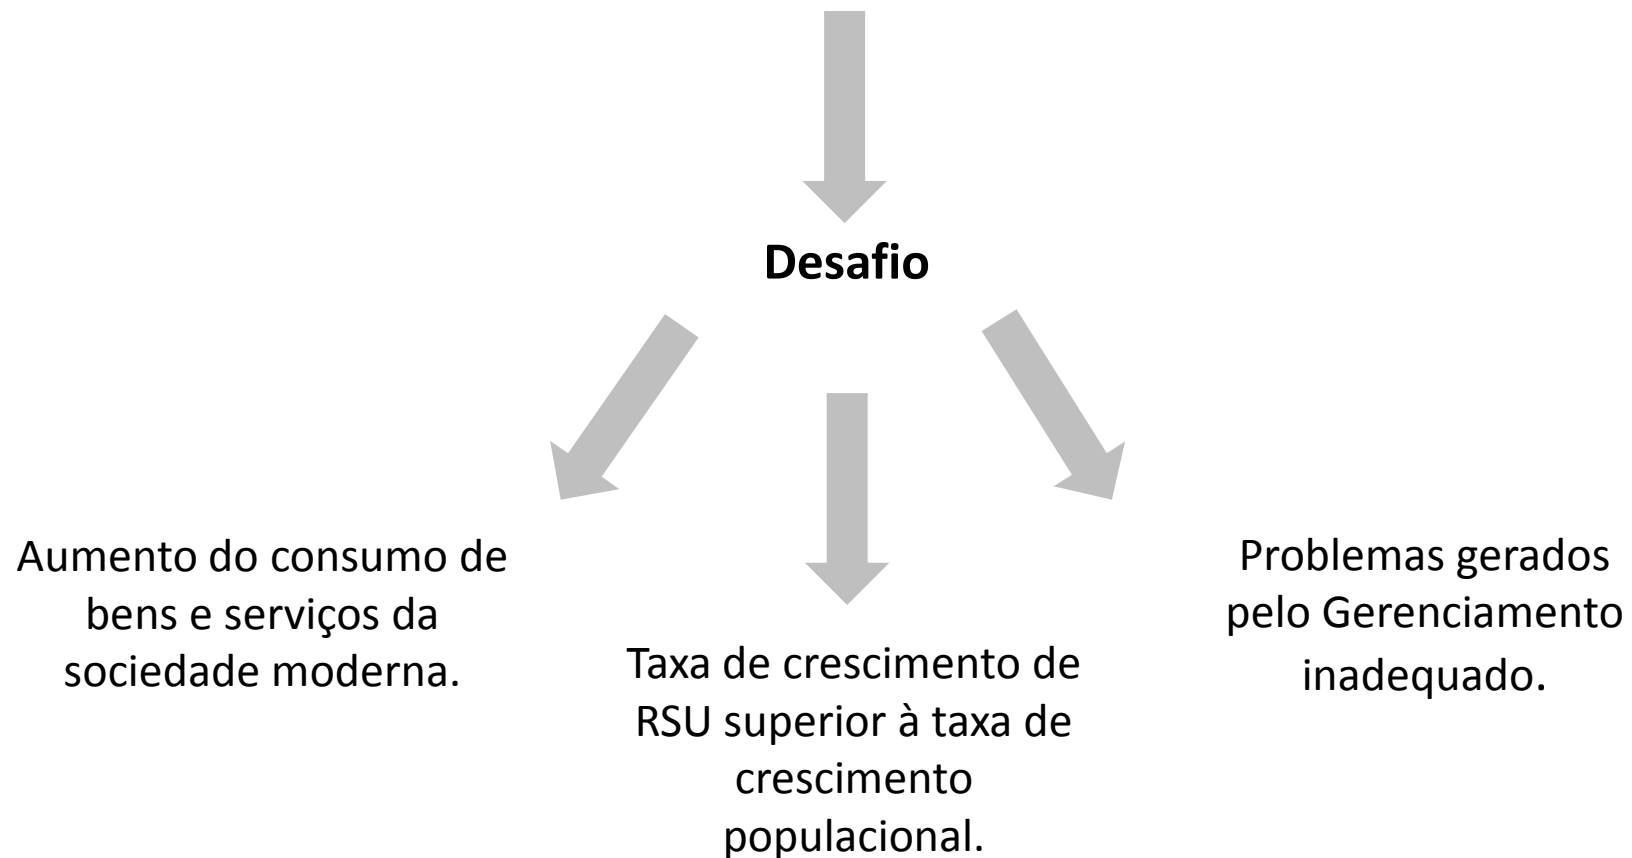 Desafio
Aumento do consumo de
bens e serviços da
sociedade moderna.
Taxa de crescimento de
RSU superior à taxa de
crescimento
populacional.
Problemas gerados
pelo Gerenciamento
inadequado.